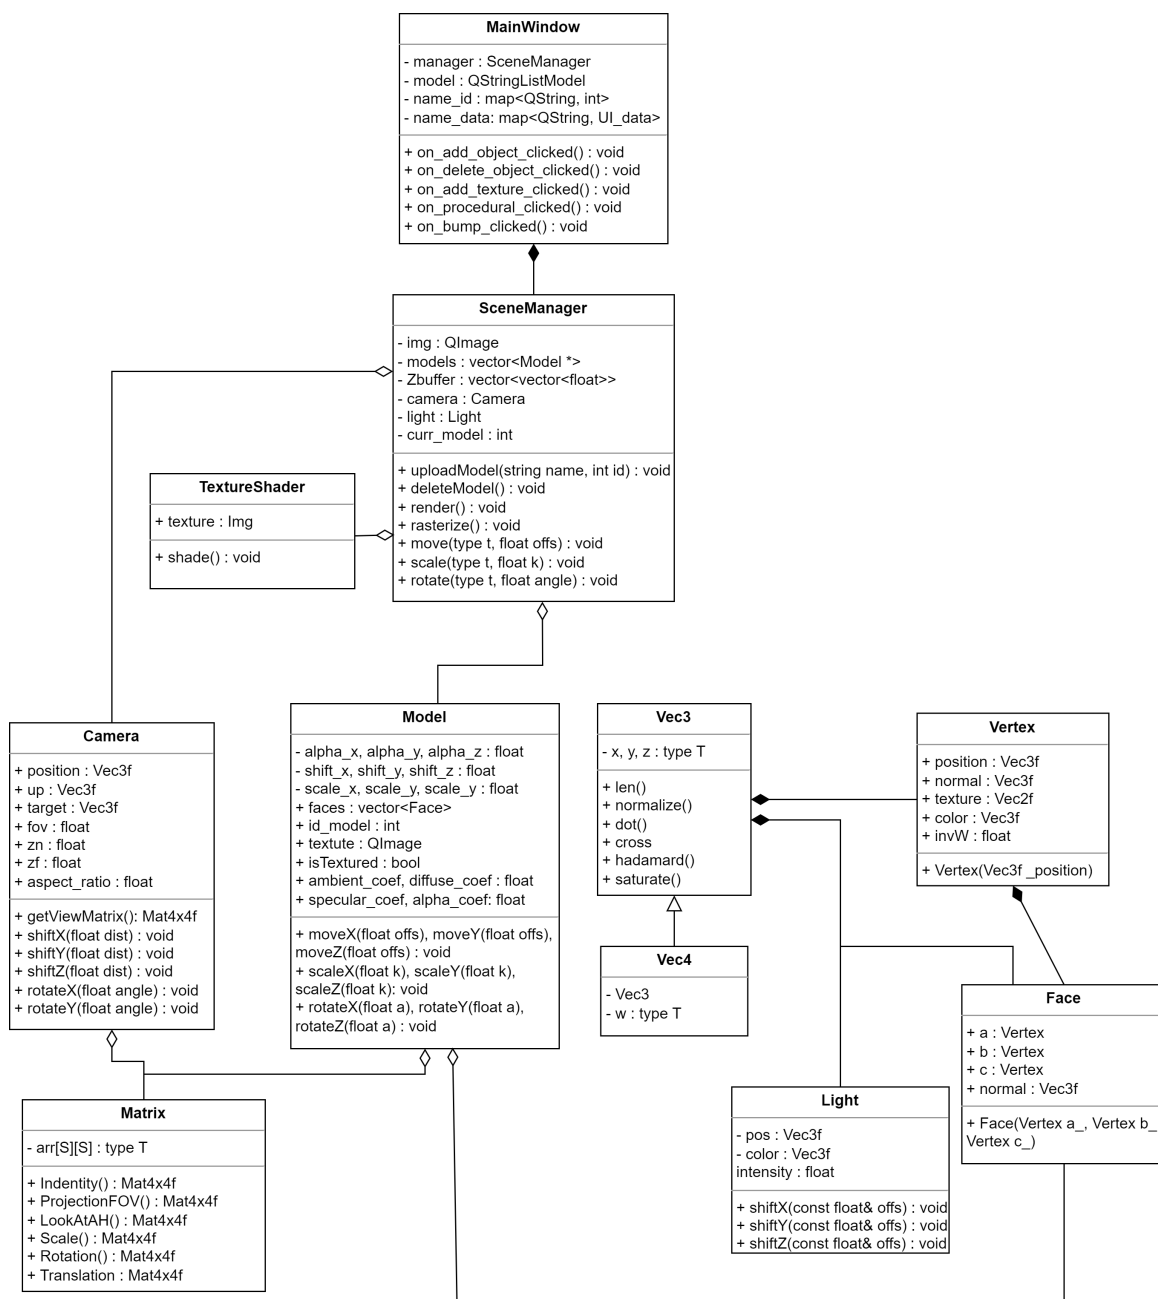 MainWindow
- manager : SceneManager
- model : QStringListModel
- name_id : map<QString, int>
- name_data: map<QString, UI_data>
+ on_add_object_clicked() : void
+ on_delete_object_clicked() : void
+ on_add_texture_clicked() : void
+ on_procedural_clicked() : void
+ on_bump_clicked() : void
SceneManager
- img : QImage
- models : vector<Model *>
- Zbuffer : vector<vector<float>>
- camera : Camera
- light : Light
- curr_model : int
+ uploadModel(string name, int id) : void
+ deleteModel() : void
+ render() : void
+ rasterize() : void
+ move(type t, float offs) : void
+ scale(type t, float k) : void
+ rotate(type t, float angle) : void
TextureShader
+ texture : Img
+ shade() : void
Camera
+ position : Vec3f
+ up : Vec3f
+ target : Vec3f
+ fov : float
+ zn : float
+ zf : float
+ aspect_ratio : float
+ getViewMatrix(): Mat4x4f
+ shiftX(float dist) : void
+ shiftY(float dist) : void
+ shiftZ(float dist) : void
+ rotateX(float angle) : void
+ rotateY(float angle) : void
Model
- alpha_x, alpha_y, alpha_z : float
- shift_x, shift_y, shift_z : float
- scale_x, scale_y, scale_y : float
+ faces : vector<Face>
+ id_model : int
+ textute : QImage
+ isTextured : bool
+ ambient_coef, diffuse_coef : float
+ specular_coef, alpha_coef: float
+ moveX(float offs), moveY(float offs),
moveZ(float offs) : void
+ scaleX(float k), scaleY(float k),
scaleZ(float k): void
+ rotateX(float a), rotateY(float a),
rotateZ(float a) : void
Vec3
- x, y, z : type T
+ len()
+ normalize()
+ dot()
+ cross
+ hadamard()
+ saturate()
Vertex
+ position : Vec3f
+ normal : Vec3f
+ texture : Vec2f
+ color : Vec3f
+ invW : float
+ Vertex(Vec3f _position)
Vec4
- Vec3
- w : type T
Face
+ a : Vertex
+ b : Vertex
+ c : Vertex
+ normal : Vec3f
+ Face(Vertex a_, Vertex b_
Vertex c_)
Matrix
- arr[S][S] : type T
+ Indentity() : Mat4x4f
+ ProjectionFOV() : Mat4x4f
+ LookAtAH() : Mat4x4f
+ Scale() : Mat4x4f
+ Rotation() : Mat4x4f
+ Translation : Mat4x4f
Light
- pos : Vec3f
- color : Vec3f
intensity : float
+ shiftX(const float& offs) : void
+ shiftY(const float& offs) : void
+ shiftZ(const float& offs) : void